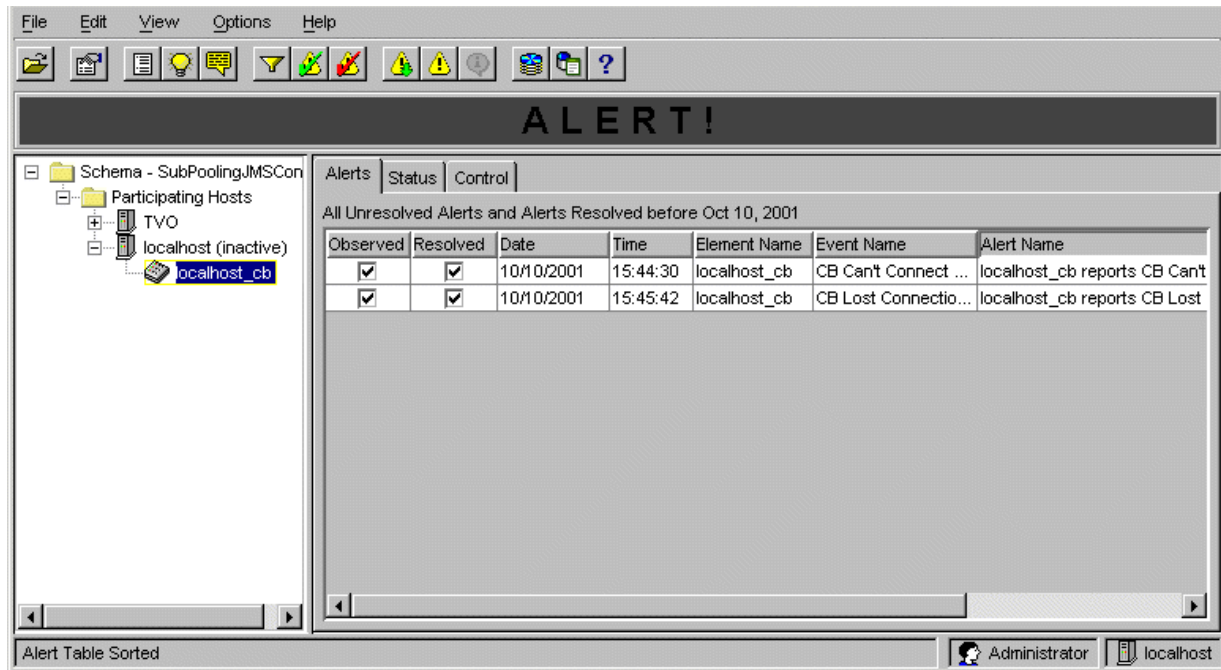 File Edit View Options Help
ALERT!
Schema - SubPoolingJMSCon
Participating Hosts
TVO
localhost (inactive)
localhost_cb
Alerts Status Control
All Unresolved Alerts and Alerts Resolved before Oct 10, 2001
Observed Resolved Date Time Element Name Event Name Alert Name
10/10/2001 15:44:30 localhost_cb CB Can't Connect ... localhost_cb reports CB Can't
10/10/2001 15:45:42 localhost_cb CB Lost Connectio... localhost_cb reports CB Lost
Alert Table Sorted Administrator localhost